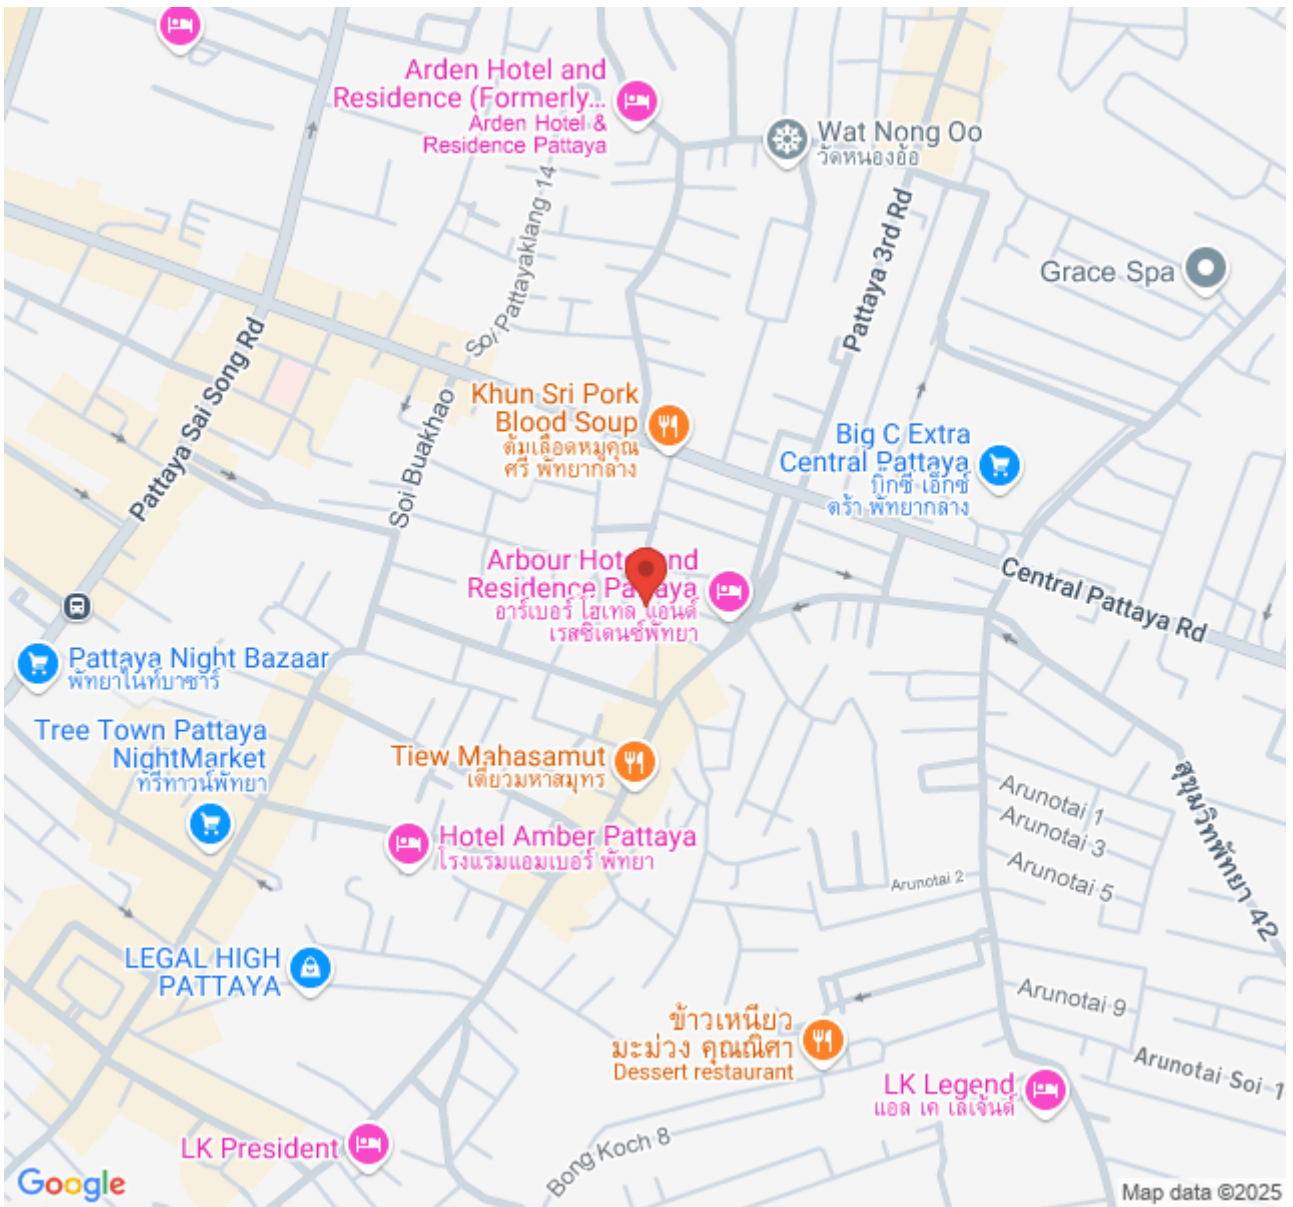 Arden Hotel and
Residence (Formerly...
Arden Hotel &
Residence Pattaya
Wat Nong Oo
วัดหนองอ้อ
Soi Pattayaklang 14
Pattaya 3rd Rd
Grace Spa
Pattaya Sai Song Rd
Soi Buakhao
Khun Sri Pork
Blood Soup
ต้มเลือดหมูคุณ
ศรี พัทยากลาง
Big C Extra
Central Pattaya
บิ๊กซี เอ็กซ์
ตร้า พัทยากลาง
Central Pattaya Rd
Arbour Hot nd
Residence Pa aya
อาร์เบอร์ โฮเทล แอนด์
เรสซิเดนซ์พัทยา
Pattaya Night Bazaar
พัทยาไนท์บาซาร์
Tree Town Pattaya
NightMarket
ทรีทาวน์พัทยา
Tiew Mahasamut
เตี๋ยวมหาสมุทร
Hotel Amber Pattaya
โรงแรมแอมเบอร์ พัทยา
Arunotai 1
Arunotai 3
Arunotai 5
Arunotai 2
สุขุมวิทพัทยา 42
LEGAL HIGH
PATTAYA
Arunotai 9
ข้าวเหนียว
มะม่วง คุณณิศา
Dessert restaurant
Arunotai Soi 1
LK Legend
แอล เค เลเจ้นด์
LK President
Bong Koch 8
Google
Map data ©2025